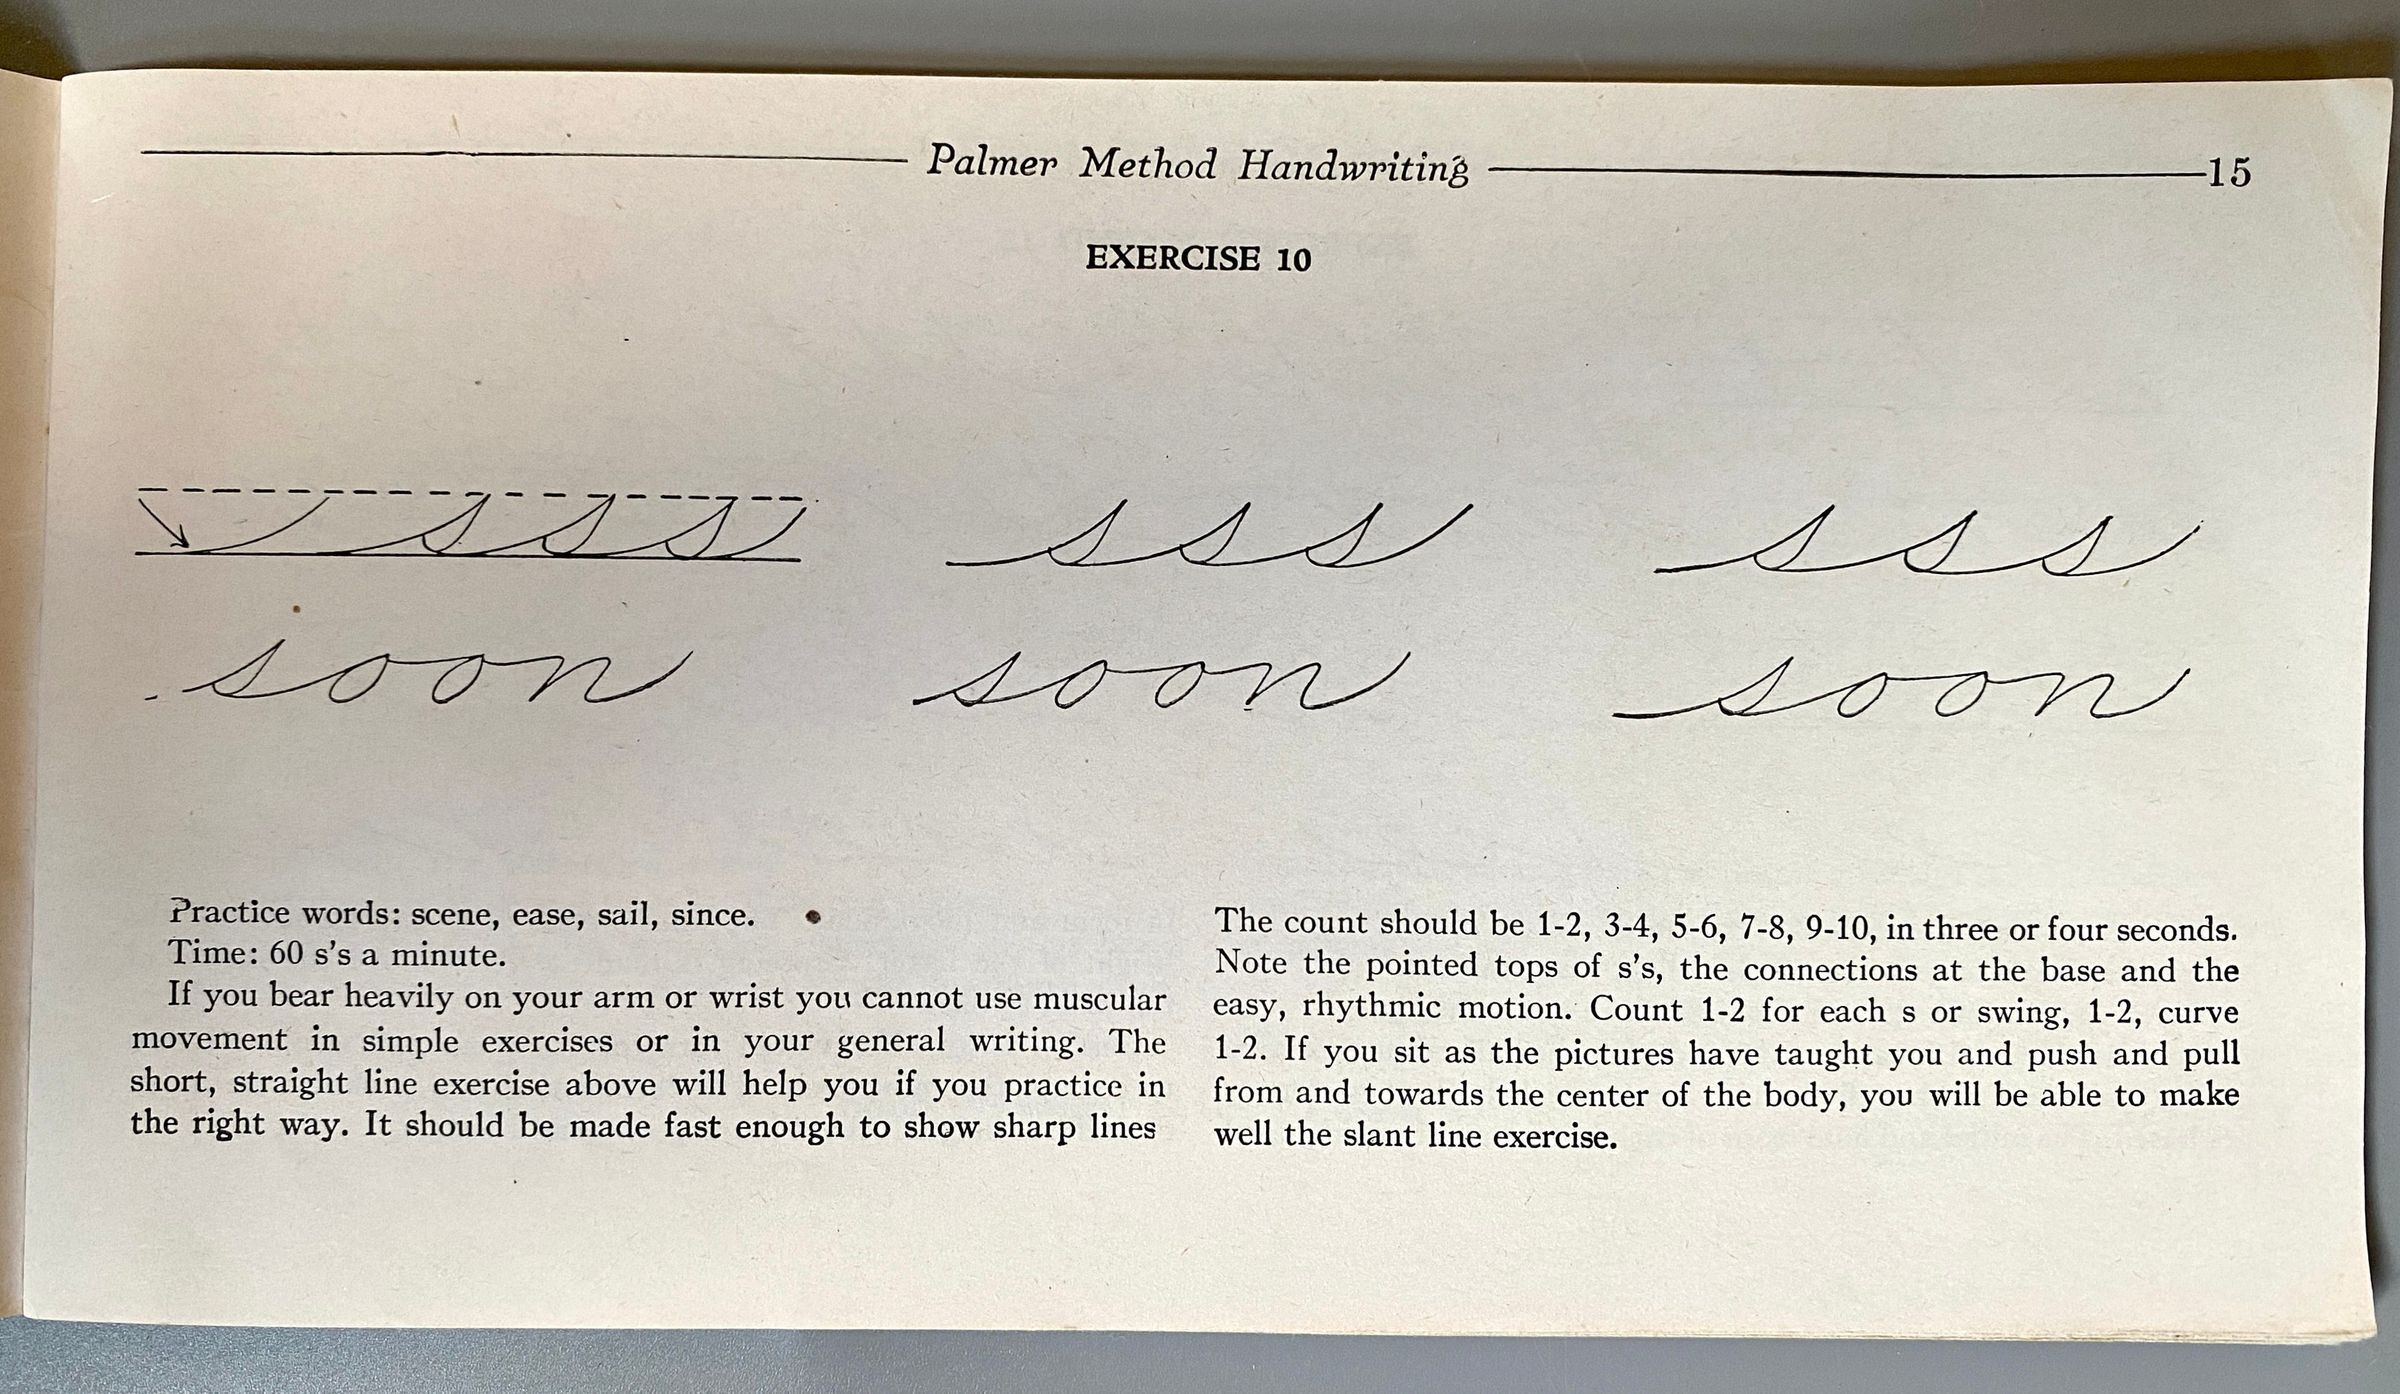 Palmer Method Handwriting 15
EXERCISE 10
s s s s s s s s s
soon soon soon
Practice words: scene, ease, sail, since.
Time: 60 s's a minute.
If you bear heavily on your arm or wrist you cannot use muscular
movement in simple exercises or in your general writing. The
short, straight line exercise above will help you if you practice in
the right way. It should be made fast enough to show sharp lines
The count should be 1-2, 3-4, 5-6, 7-8, 9-10, in three or four seconds.
Note the pointed tops of s's, the connections at the base and the
easy, rhythmic motion. Count 1-2 for each s or swing, 1-2, curve
1-2. If you sit as the pictures have taught you and push and pull
from and towards the center of the body, you will be able to make
well the slant line exercise.